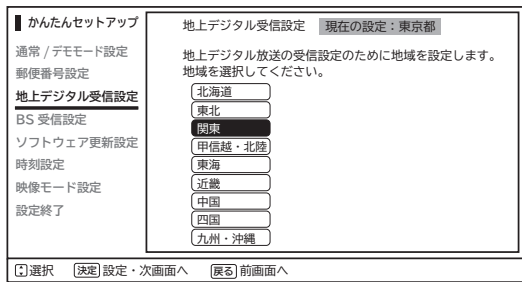 かんたんセットアップ
通常 / デモモード設定
郵便番号設定
地上デジタル受信設定
BS 受信設定
ソフトウェア更新設定
時刻設定
映像モード設定
設定終了
地上デジタル受信設定 現在の設定：東京都
地上デジタル放送の受信設定のために地域を設定します。
地域を選択してください。
北海道
東北
関東
甲信越・北陸
東海
近畿
中国
四国
九州・沖縄
選択 決定 設定・次画面へ 戻る 前画面へ